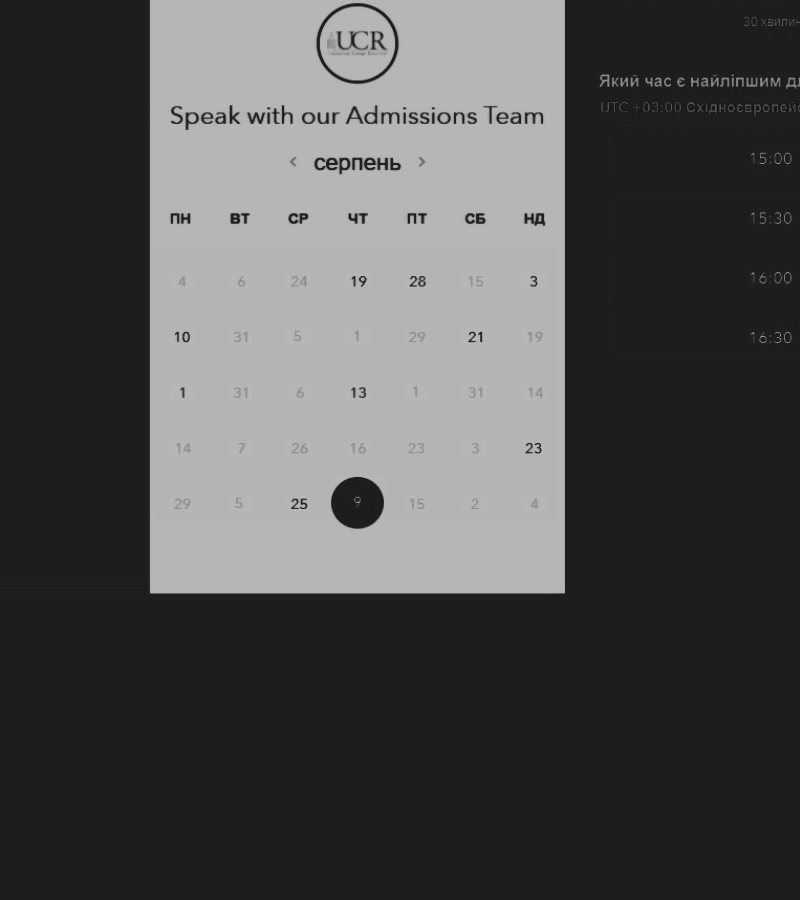 UCR
Speak with our Admissions Team
< серпень >
ПН ВТ СР ЧТ ПТ СБ НД
4 6 24 19 28 15 3
10 31 5 1 29 21 19
1 31 6 13 1 31 14
14 7 26 16 23 3 23
29 5 25 9 15 2 4
30 хвилин
Який час є найліпшим
UTC +03:00
15:00
15:30
16:00
16:30